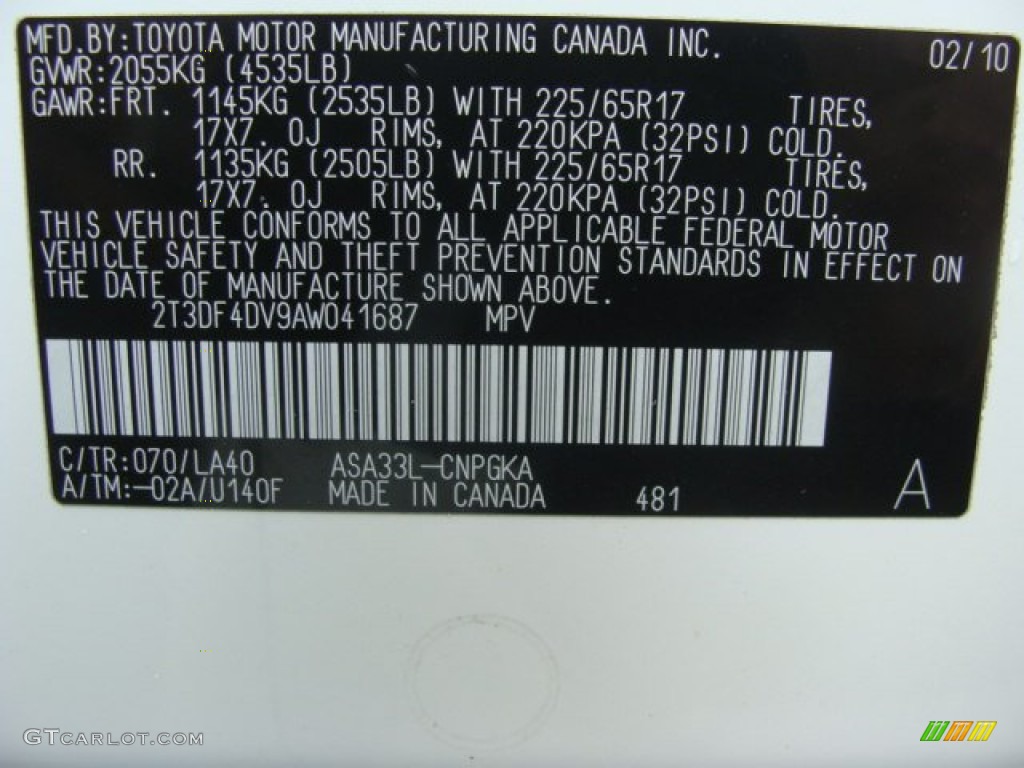 MFD.BY:TOYOTA MOTOR MANUFACTURING CANADA INC. 02/10
GVWR:2055KG (4535LB)
GAWR:FRT. 1145KG (2535LB) WITH 225/65R17 TIRES,
17X7. 0J RIMS, AT 220KPA (32PSI) COLD.
RR. 1135KG (2505LB) WITH 225/65R17 TIRES,
17X7. 0J RIMS, AT 220KPA (32PSI) COLD.
THIS VEHICLE CONFORMS TO ALL APPLICABLE FEDERAL MOTOR
VEHICLE SAFETY AND THEFT PREVENTION STANDARDS IN EFFECT ON
THE DATE OF MANUFACTURE SHOWN ABOVE.
2T3DF4DV9AW041687 MPV
C/TR:070/LA40 ASA33L-CNPGKA
A/TM:-02A/U140F MADE IN CANADA 481 A
GTCARLOT.COM